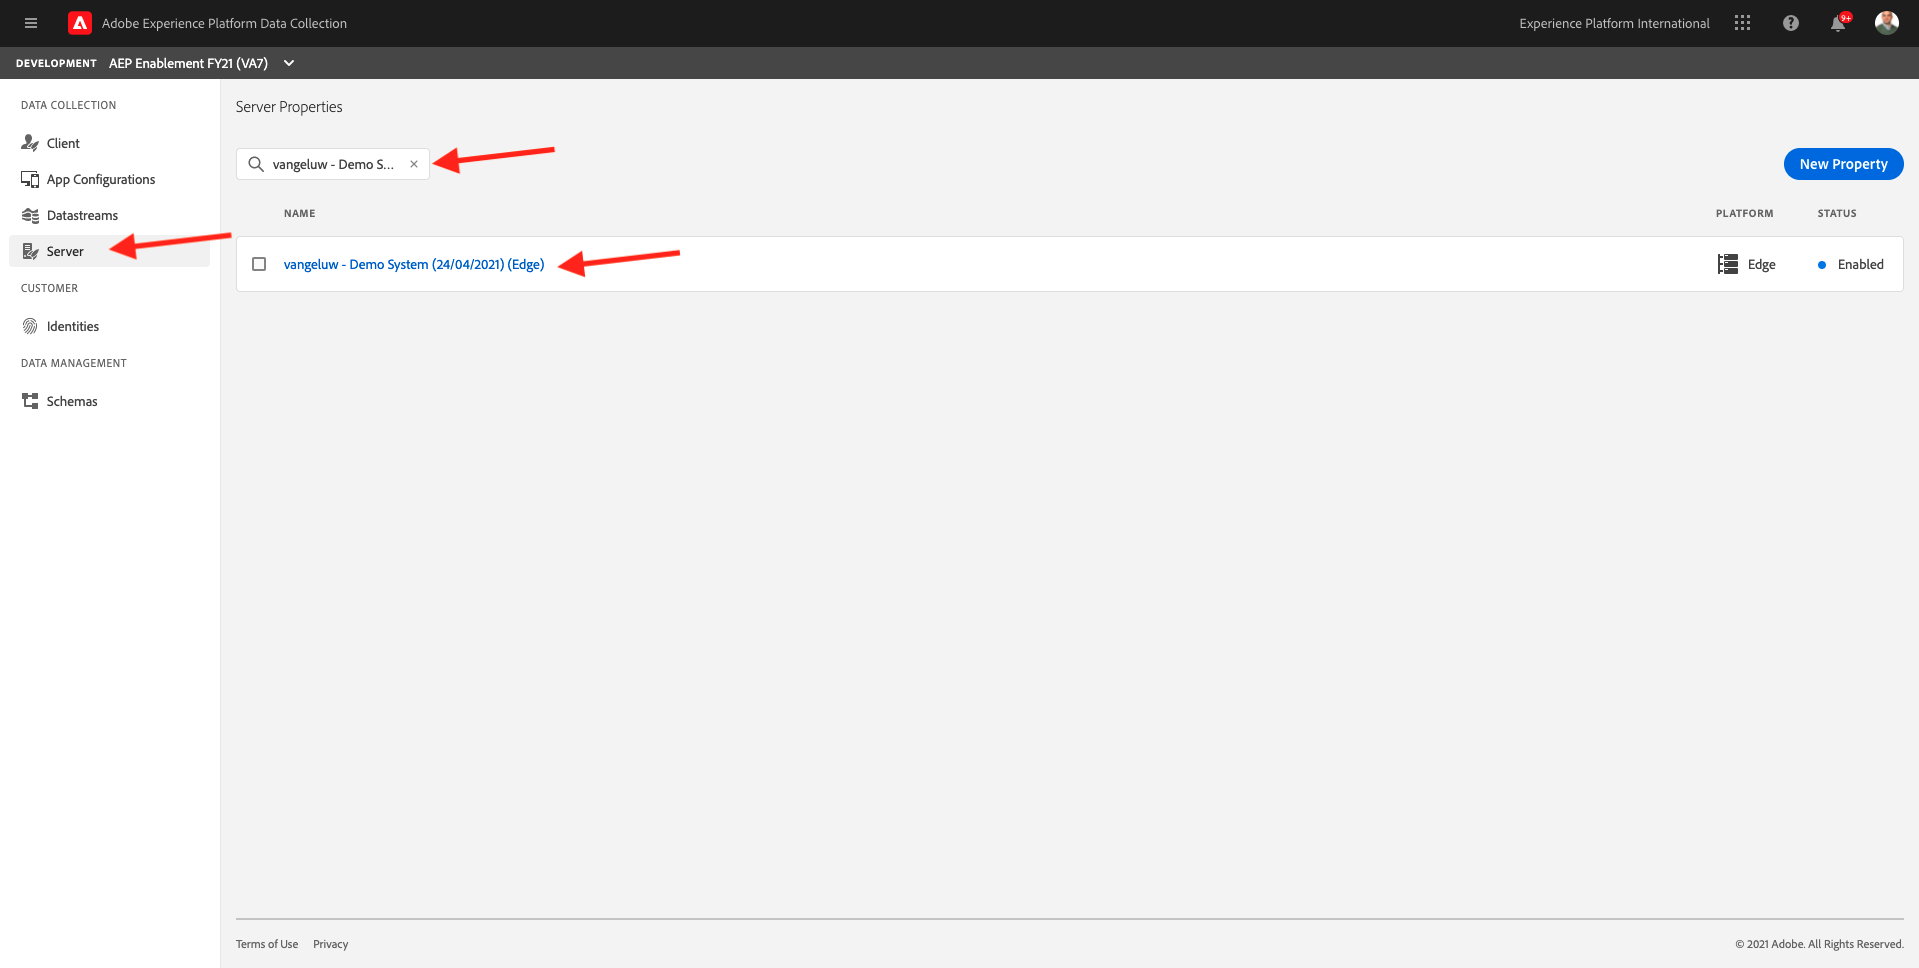 Adobe Experience Platform Data Collection
Experience Platform International
9+
DEVELOPMENT AEP Enablement FY21 (VA7)
DATA COLLECTION
Client
App Configurations
Datastreams
Server
CUSTOMER
Identities
DATA MANAGEMENT
Schemas
Server Properties
vangeluw - Demo S...
New Property
NAME PLATFORM STATUS
vangeluw - Demo System (24/04/2021) (Edge) Edge Enabled
Terms of Use Privacy
© 2021 Adobe. All Rights Reserved.